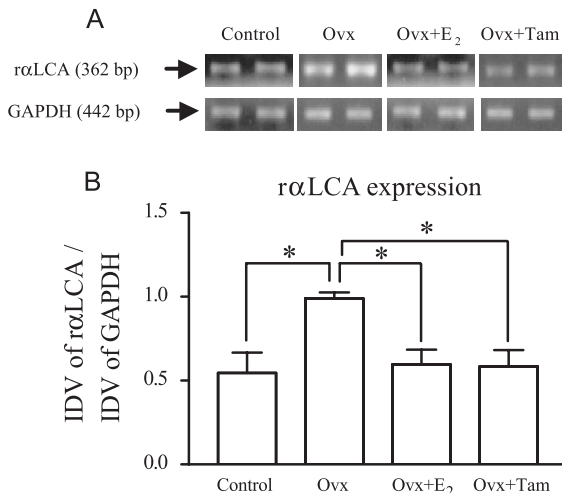 A
Control Ovx Ovx+E2 Ovx+Tam
rαLCA (362 bp)
GAPDH (442 bp)
B
rαLCA expression
IDV of rαLCA /
IDV of GAPDH
1.5
1.0
0.5
0.0
* * *
Control Ovx Ovx+E2 Ovx+Tam